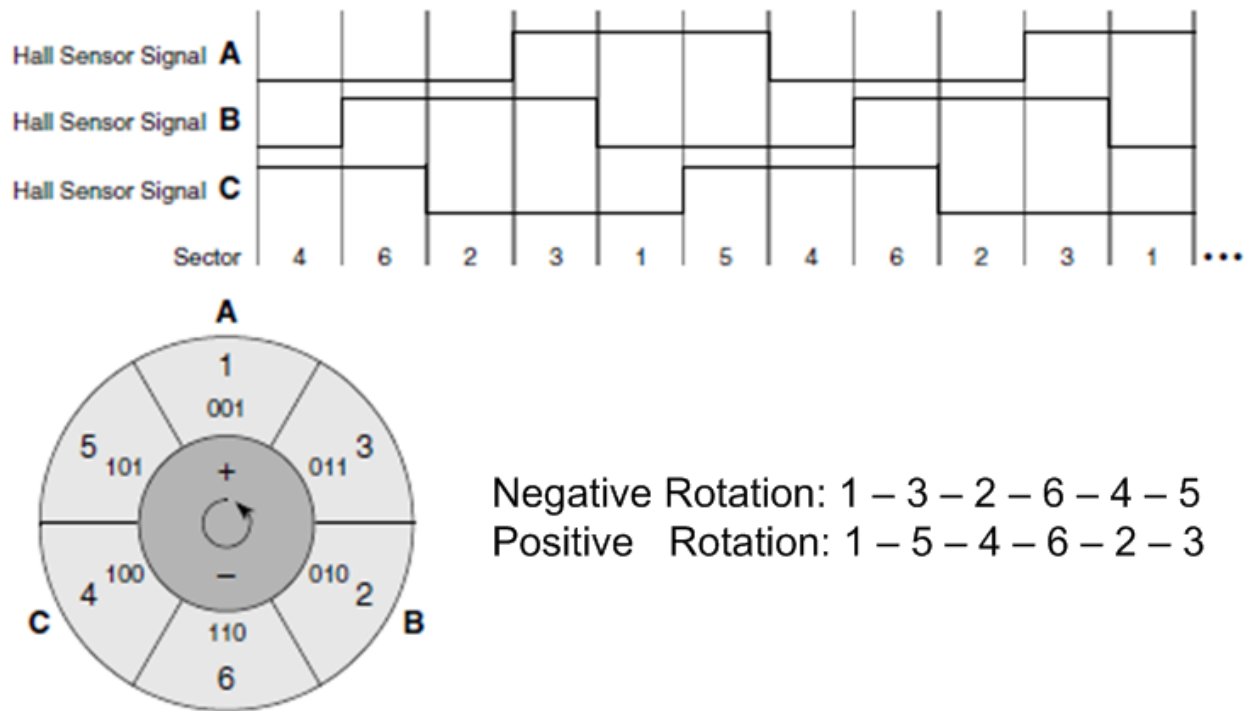 Hall Sensor Signal A
Hall Sensor Signal B
Hall Sensor Signal C
Sector 4 6 2 3 1 5 4 6 2 3 1 •••
A
1
001
5 101
011 3
+
−
4 100
010 2
C
B
110
6
Negative Rotation: 1 – 3 – 2 – 6 – 4 – 5
Positive Rotation: 1 – 5 – 4 – 6 – 2 – 3